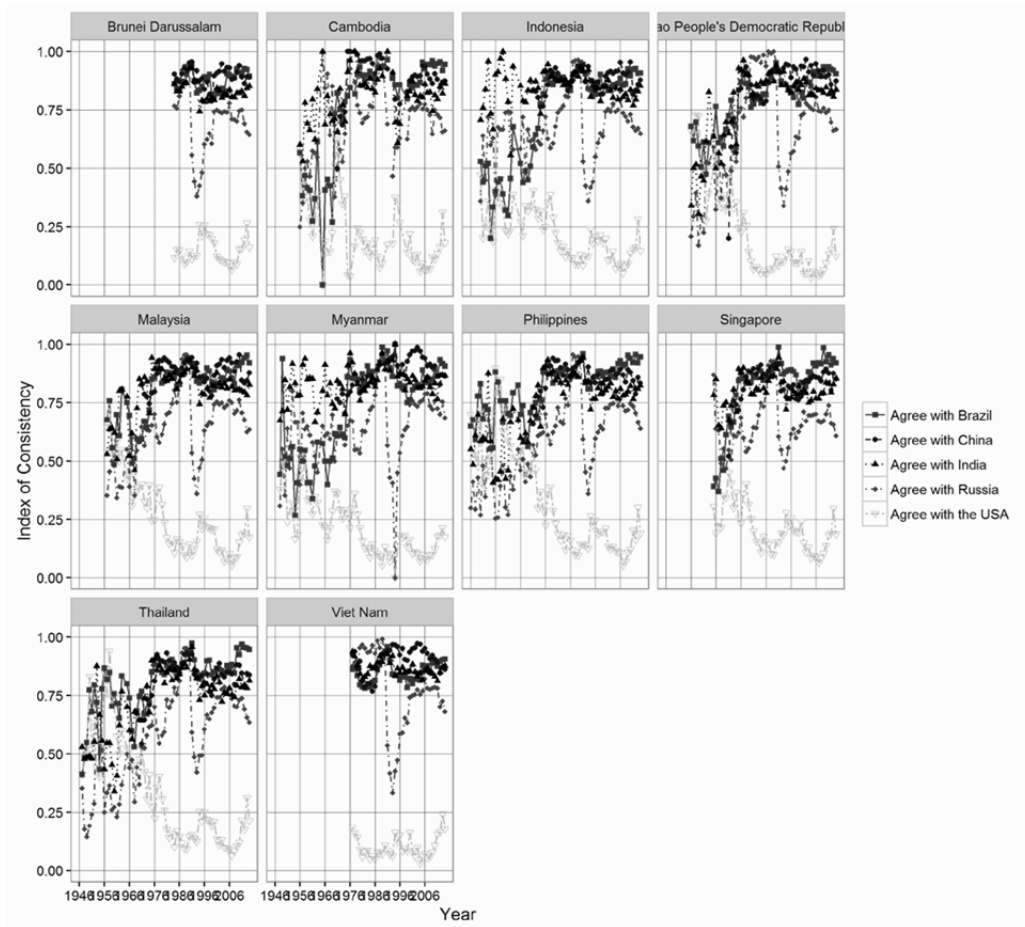 Brunei Darussalam Cambodia Indonesia ao People's Democratic Republ
1.00
0.75
0.50
0.25
0.00
Malaysia Myanmar Philippines Singapore
1.00
0.75
0.50
0.25
0.00
Thailand Viet Nam
1.00
0.75
0.50
0.25
0.00
1946 1956 1966 1976 1986 1996 2006 1946 1956 1966 1976 1986 1996 2006
Year
Index of Consistency
Agree with Brazil
Agree with China
Agree with India
Agree with Russia
Agree with the USA